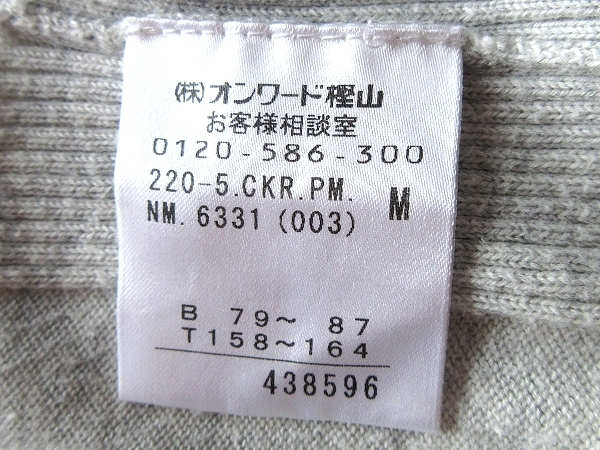 (株)オンワード樫山
お客様相談室
0120-586-300
220-5.CKR.PM. M
NM.6331(003)
B 79～ 87
T158～164
438596